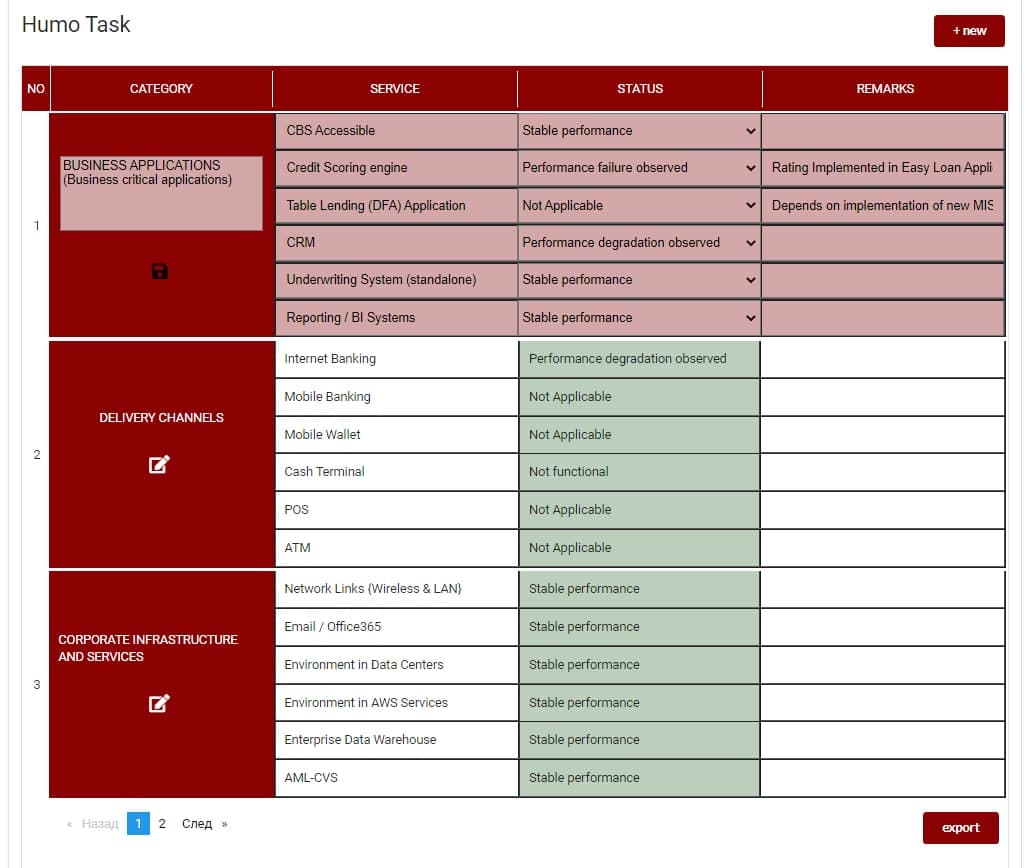 Humo Task
+ new
NO CATEGORY SERVICE STATUS REMARKS
1
BUSINESS APPLICATIONS
(Business critical applications)
CBS Accessible Stable performance
Credit Scoring engine Performance failure observed Rating Implemented in Easy Loan Appli
Table Lending (DFA) Application Not Applicable Depends on implementation of new MIS
CRM Performance degradation observed
Underwriting System (standalone) Stable performance
Reporting / BI Systems Stable performance
2
DELIVERY CHANNELS
Internet Banking Performance degradation observed
Mobile Banking Not Applicable
Mobile Wallet Not Applicable
Cash Terminal Not functional
POS Not Applicable
ATM Not Applicable
3
CORPORATE INFRASTRUCTURE
AND SERVICES
Network Links (Wireless & LAN) Stable performance
Email / Office365 Stable performance
Environment in Data Centers Stable performance
Environment in AWS Services Stable performance
Enterprise Data Warehouse Stable performance
AML-CVS Stable performance
« Назад 1 2 След »
export